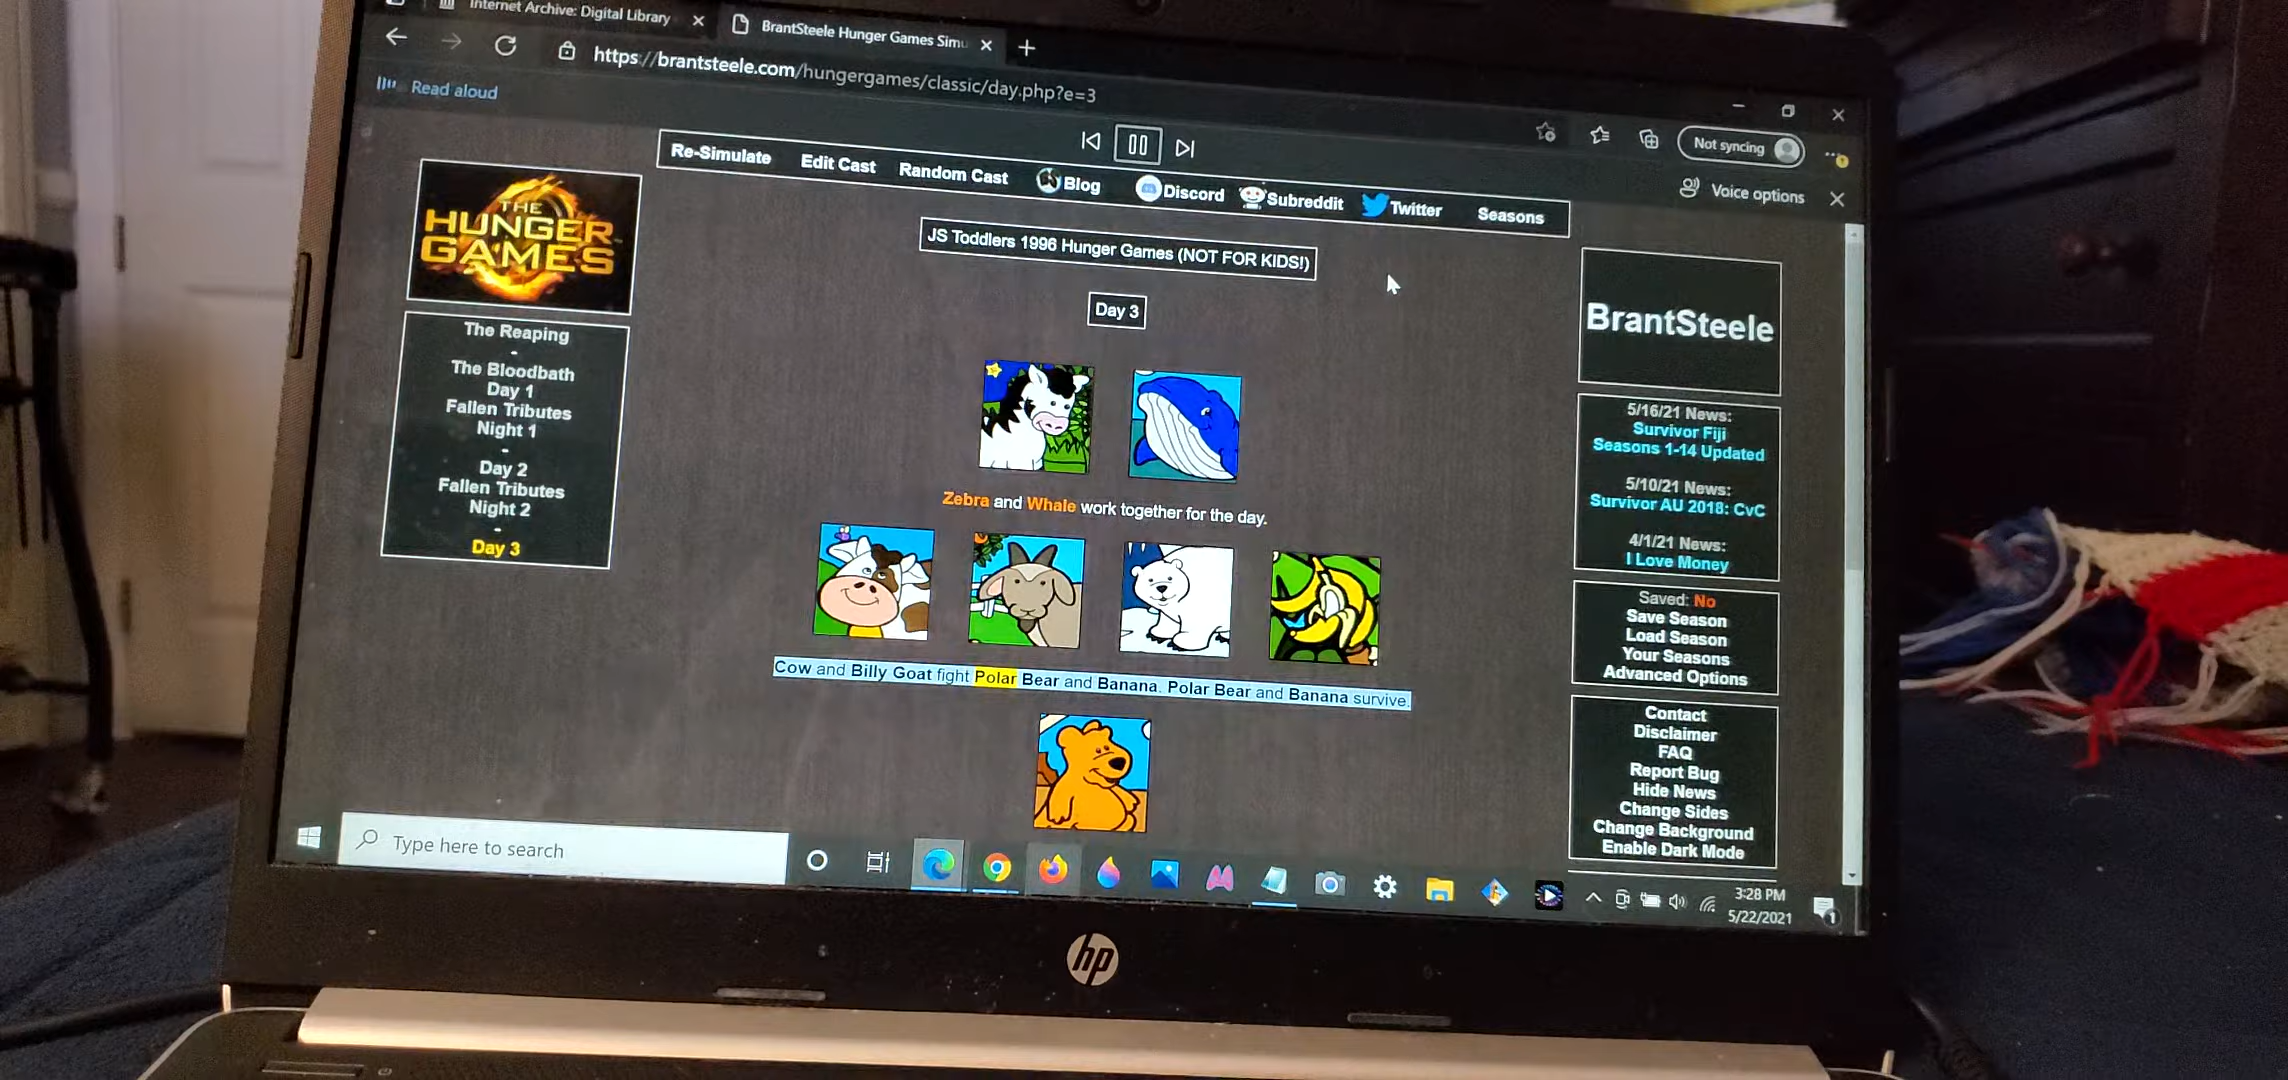 Internet Archive: Digital Library
BrantSteele Hunger Games Simu
https://brantsteele.com/hungergames/classic/day.php?e=3
Read aloud
Not syncing
Voice options
Re-Simulate
Edit Cast
Random Cast
Blog
Discord
Subreddit
Twitter
Seasons
THE
HUNGER
GAMES
The Reaping
-
The Bloodbath
Day 1
Fallen Tributes
Night 1
-
Day 2
Fallen Tributes
Night 2
-
Day 3
JS Toddlers 1996 Hunger Games (NOT FOR KIDS!)
Day 3
Zebra and Whale work together for the day.
Cow and Billy Goat fight Polar Bear and Banana. Polar Bear and Banana survive.
BrantSteele
5/16/21 News:
Survivor Fiji
Seasons 1-14 Updated
5/10/21 News:
Survivor AU 2018: CvC
4/1/21 News:
I Love Money
Saved: No
Save Season
Load Season
Your Seasons
Advanced Options
Contact
Disclaimer
FAQ
Report Bug
Hide News
Change Sides
Change Background
Enable Dark Mode
Type here to search
3:28 PM
5/22/2021
1
hp